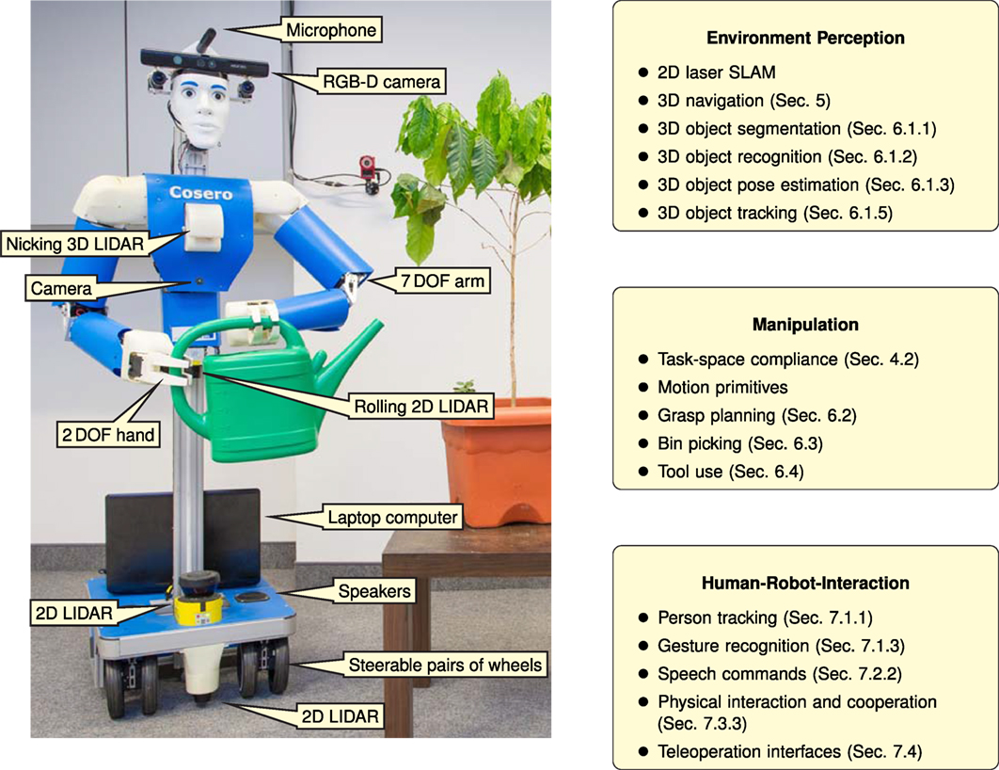 Microphone
RGB-D camera
Cosero
Nicking 3D LIDAR
Camera
7 DOF arm
Rolling 2D LIDAR
2 DOF hand
Laptop computer
Speakers
2D LIDAR
Steerable pairs of wheels
2D LIDAR
Environment Perception
● 2D laser SLAM
● 3D navigation (Sec. 5)
● 3D object segmentation (Sec. 6.1.1)
● 3D object recognition (Sec. 6.1.2)
● 3D object pose estimation (Sec. 6.1.3)
● 3D object tracking (Sec. 6.1.5)
Manipulation
● Task-space compliance (Sec. 4.2)
● Motion primitives
● Grasp planning (Sec. 6.2)
● Bin picking (Sec. 6.3)
● Tool use (Sec. 6.4)
Human-Robot-Interaction
● Person tracking (Sec. 7.1.1)
● Gesture recognition (Sec. 7.1.3)
● Speech commands (Sec. 7.2.2)
● Physical interaction and cooperation
(Sec. 7.3.3)
● Teleoperation interfaces (Sec. 7.4)